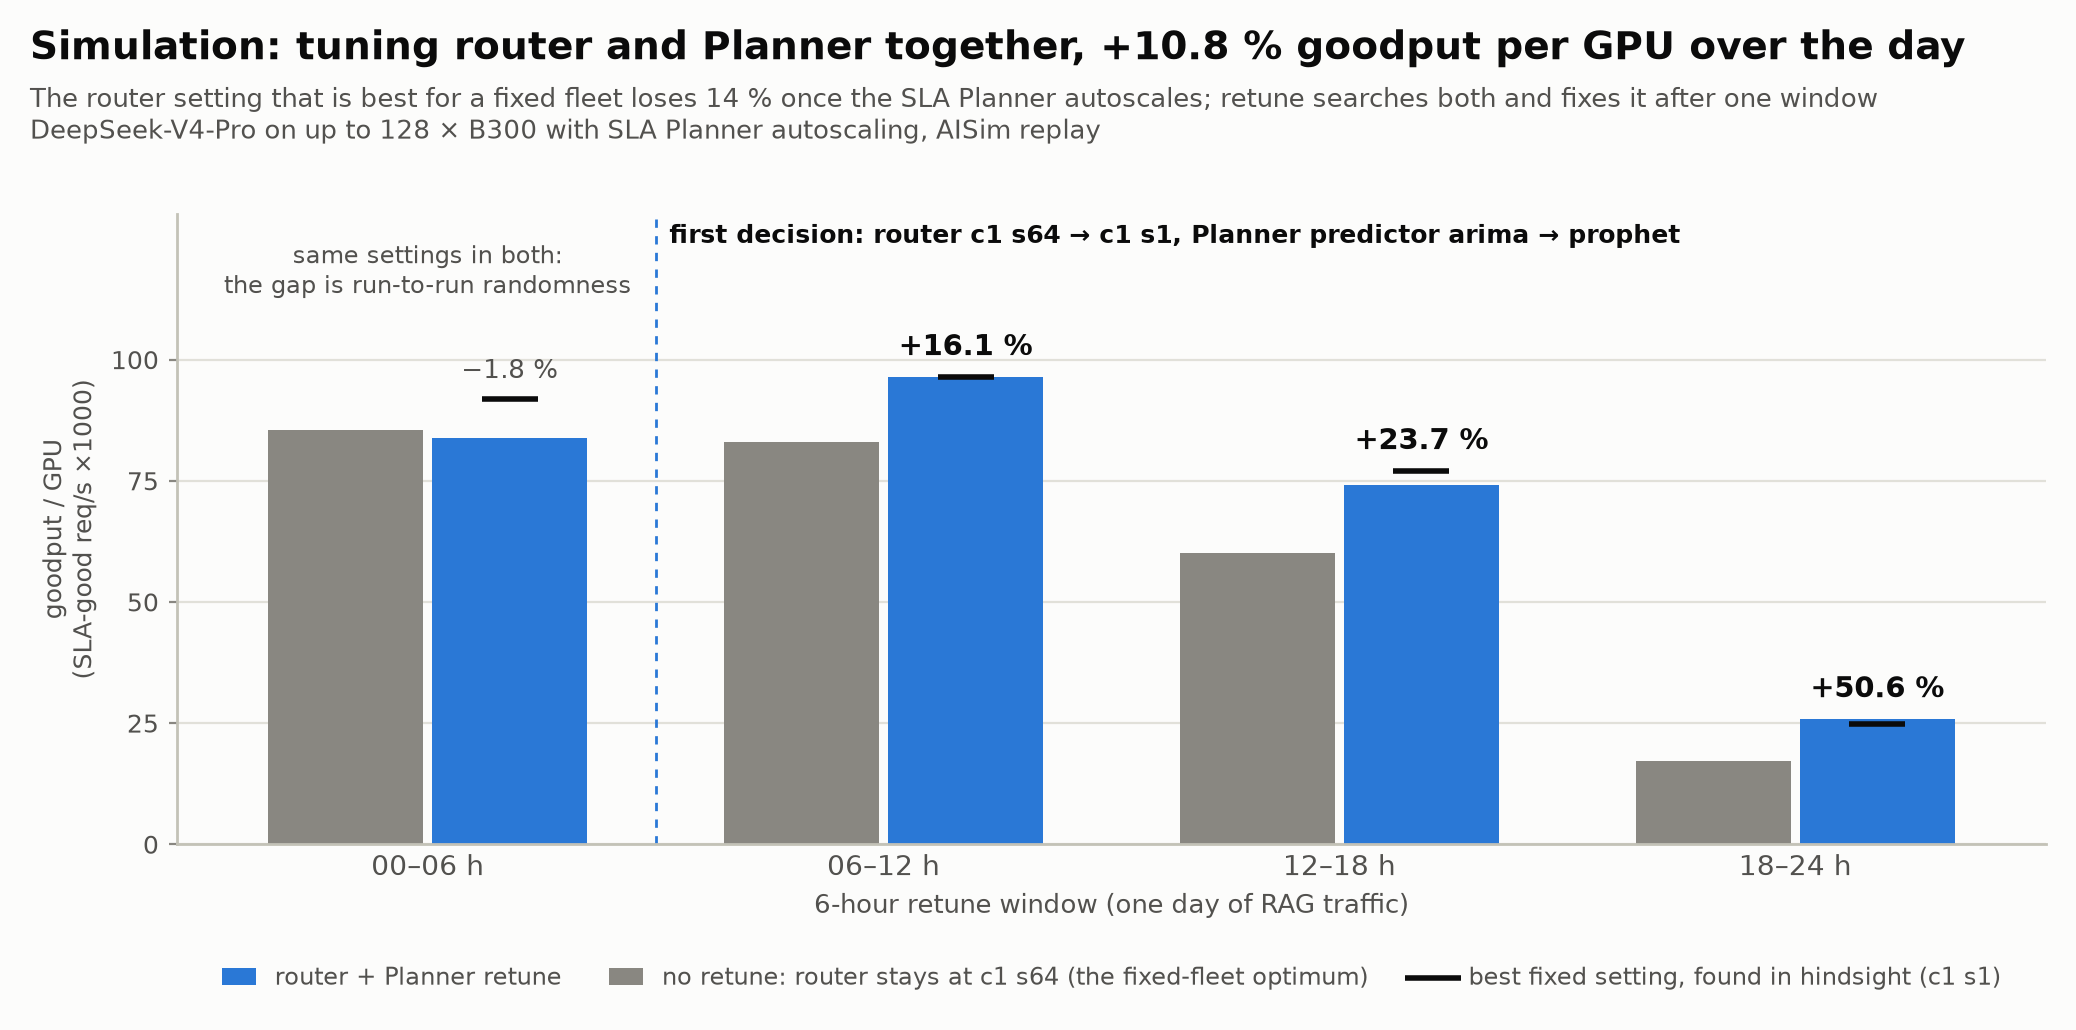 Simulation: tuning router and Planner together, +10.8 % goodput per GPU over the day
The router setting that is best for a fixed fleet loses 14 % once the SLA Planner autoscales; retune searches both and fixes it after one window
DeepSeek-V4-Pro on up to 128 × B300 with SLA Planner autoscaling, AISim replay
first decision: router c1 s64 → c1 s1, Planner predictor arima → prophet
same settings in both:
the gap is run-to-run randomness
−1.8 %
+16.1 %
+23.7 %
+50.6 %
goodput / GPU
(SLA-good req/s ×1000)
100
75
50
25
0
00–06 h
06–12 h
12–18 h
18–24 h
6-hour retune window (one day of RAG traffic)
router + Planner retune
no retune: router stays at c1 s64 (the fixed-fleet optimum)
best fixed setting, found in hindsight (c1 s1)